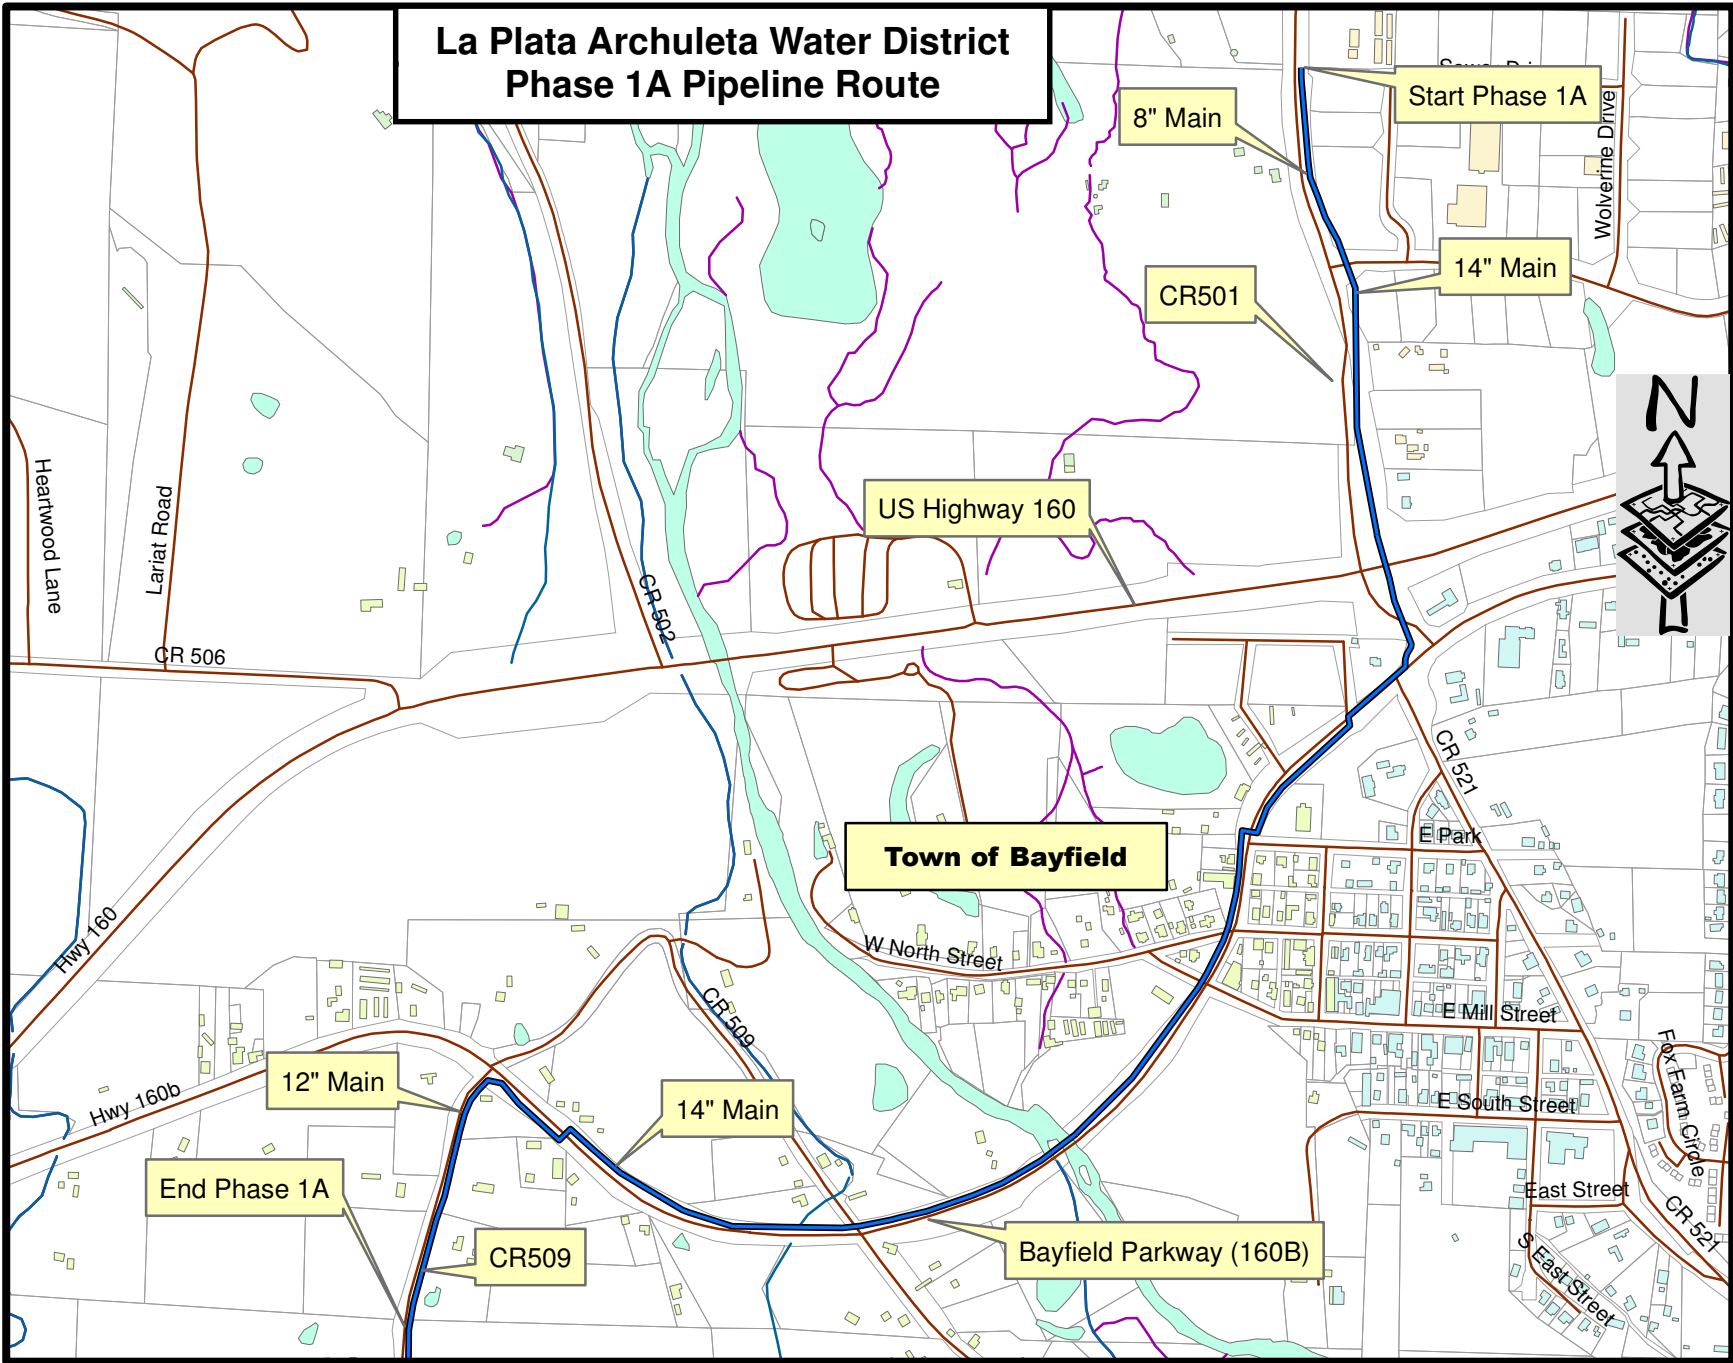 La Plata Archuleta Water District
Phase 1A Pipeline Route
Start Phase 1A
8" Main
Wolverine Drive
14" Main
CR501
N
Heartwood Lane
Lariat Road
US Highway 160
CR 502
CR 506
CR 521
E Park
Town of Bayfield
Hwy 160
W North Street
CR 509
E Mill Street
Fox Farm Circle
12" Main
Hwy 160b
14" Main
E South Street
End Phase 1A
East Street
CR 521
CR509
Bayfield Parkway (160B)
S East Street